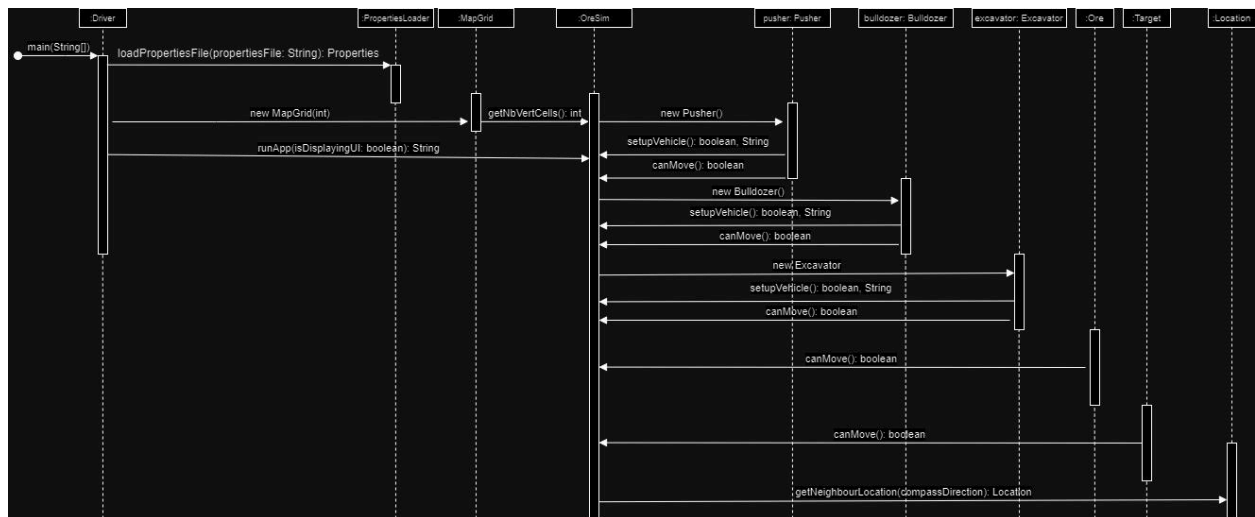 :Driver
:PropertiesLoader
:MapGrid
:OreSim
pusher: Pusher
bulldozer: Bulldozer
excavator: Excavator
:Ore
:Target
:Location
main(String[])
loadPropertiesFile(propertiesFile: String): Properties
new MapGrid(int)
getNbVertCells(): int
new Pusher()
setupVehicle(): boolean, String
runApp(isDisplayingUI: boolean): String
canMove(): boolean
new Bulldozer()
setupVehicle(): boolean, String
canMove(): boolean
new Excavator
setupVehicle(): boolean, String
canMove(): boolean
canMove(): boolean
canMove(): boolean
getNeighbourLocation(compassDirection): Location